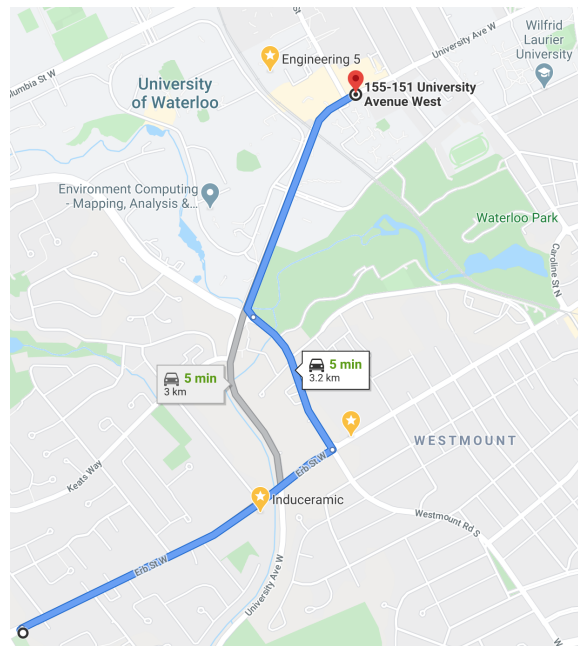 St
Wilfrid
Laurier
University
University Ave W
Engineering 5
University
of Waterloo
155-151 University
Avenue West
olumbia St W
Environment Computing
- Mapping, Analysis &...
Waterloo Park
Caroline St N
5 min
3.2 km
5 min
3 km
WESTMOUNT
Erb St W
Keats Way
Induceramic
Westmount Rd S
Erb St W
University Ave W
W